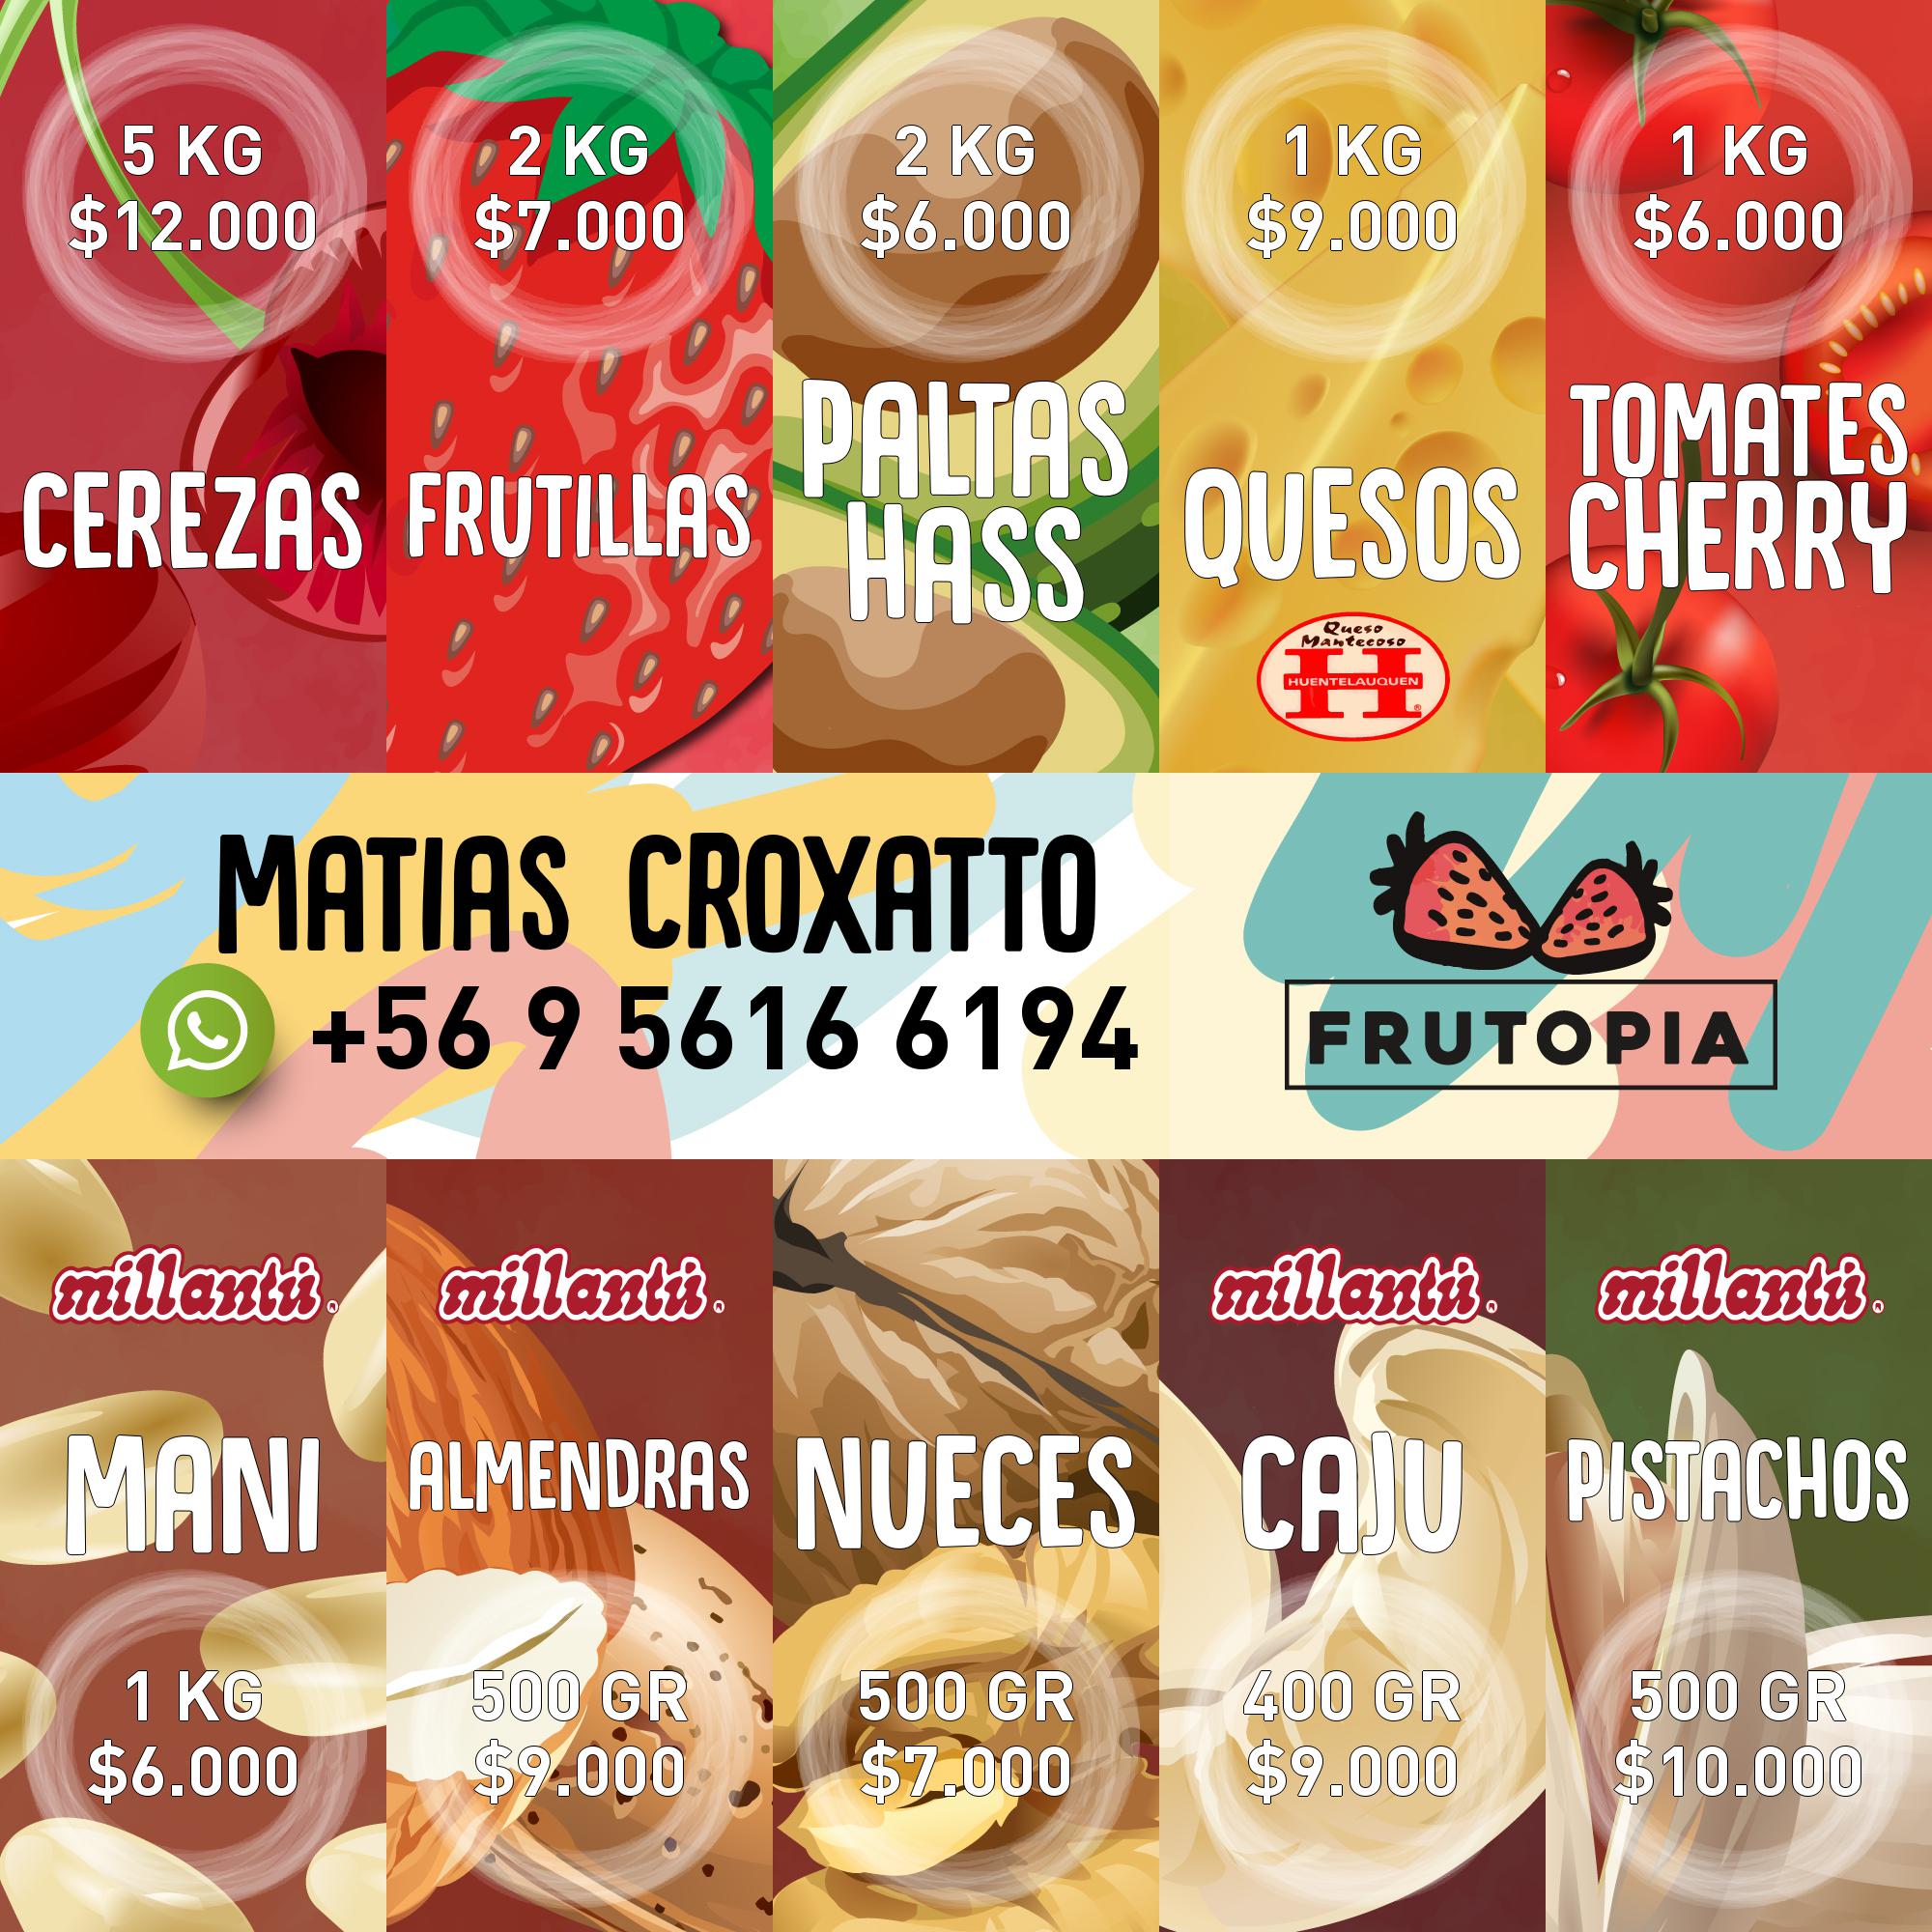 5 KG
$12.000
CEREZAS
2 KG
$7.000
FRUTILLAS
2 KG
$6.000
PALTAS
HASS
1 KG
$9.000
QUESOS
Queso
Mantecoso
H
HUENTELAUQUEN
®
1 KG
$6.000
TOMATES
CHERRY
MATIAS CROXATTO
+56 9 5616 6194
FRUTOPIA
millantú®
MANI
1 KG
$6.000
millantú®
ALMENDRAS
500 GR
$9.000
NUECES
500 GR
$7.000
millantú®
CAJU
400 GR
$9.000
millantú®
PISTACHOS
500 GR
$10.000